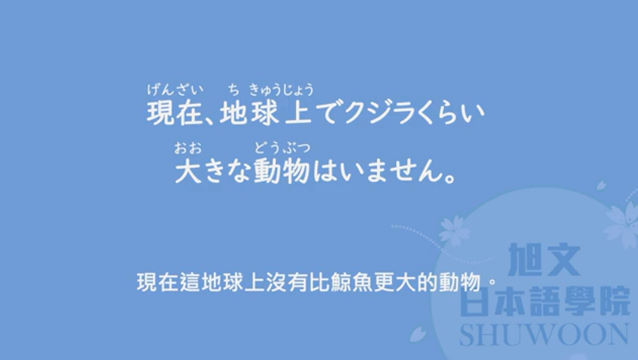 げんざい ち きゅうじょう
現在、地球上でクジラくらい
おお どうぶつ
大きな動物はいません。
現在這地球上沒有比鯨魚更大的動物。
旭文
日本語學院
SHUWOON